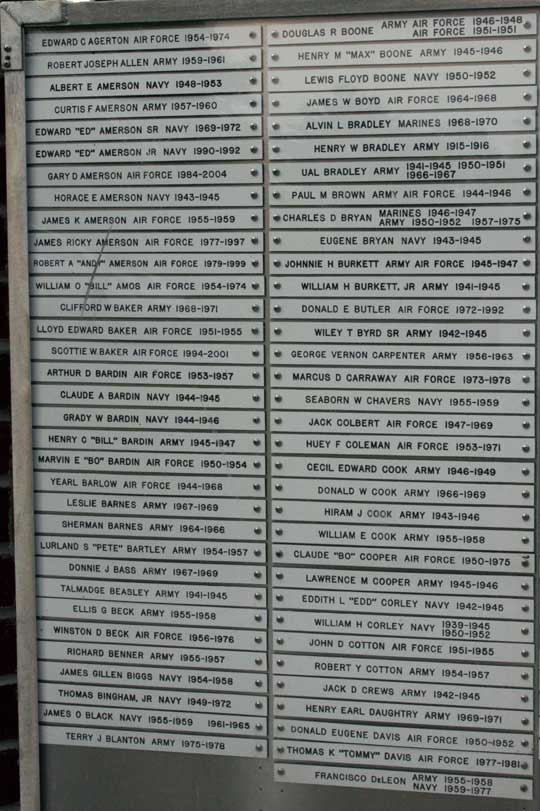 EDWARD C AGERTON AIR FORCE 1954-1974
ROBERT JOSEPH ALLEN ARMY 1959-1961
ALBERT E AMERSON NAVY 1948-1953
CURTIS F AMERSON ARMY 1957-1960
EDWARD "ED" AMERSON SR NAVY 1969-1972
EDWARD "ED" AMERSON JR NAVY 1990-1992
GARY D AMERSON AIR FORCE 1984-2004
HORACE E AMERSON NAVY 1943-1945
JAMES K AMERSON AIR FORCE 1955-1959
JAMES RICKY AMERSON AIR FORCE 1977-1997
ROBERT A "ANDY" AMERSON AIR FORCE 1979-1999
WILLIAM O "BILL" AMOS AIR FORCE 1954-1974
CLIFFORD W BAKER ARMY 1968-1971
LLOYD EDWARD BAKER AIR FORCE 1951-1955
SCOTTIE W BAKER AIR FORCE 1994-2001
ARTHUR D BARDIN AIR FORCE 1953-1957
CLAUDE A BARDIN NAVY 1944-1945
GRADY W BARDIN NAVY 1944-1946
HENRY C "BILL" BARDIN ARMY 1945-1947
MARVIN E "BO" BARDIN AIR FORCE 1950-1954
YEARL BARLOW AIR FORCE 1944-1968
LESLIE BARNES ARMY 1967-1969
SHERMAN BARNES ARMY 1964-1966
LURLAND S "PETE" BARTLEY ARMY 1954-1957
DONNIE J BASS ARMY 1967-1969
TALMADGE BEASLEY ARMY 1941-1945
ELLIS G BECK ARMY 1955-1958
WINSTON D BECK AIR FORCE 1956-1976
RICHARD BENNER ARMY 1955-1957
JAMES GILLEN BIGGS NAVY 1954-1958
THOMAS BINGHAM, JR NAVY 1949-1972
JAMES O BLACK NAVY 1955-1959 1961-1965
TERRY J BLANTON ARMY 1975-1978
DOUGLAS R BOONE ARMY AIR FORCE 1946-1948
AIR FORCE 1951-1951
HENRY M "MAX" BOONE ARMY 1945-1946
LEWIS FLOYD BOONE NAVY 1950-1952
JAMES W BOYD AIR FORCE 1964-1968
ALVIN L BRADLEY MARINES 1968-1970
HENRY W BRADLEY ARMY 1915-1916
UAL BRADLEY ARMY 1941-1945 1950-1951
1966-1967
PAUL M BROWN ARMY AIR FORCE 1944-1946
CHARLES D BRYAN MARINES 1946-1947
ARMY 1950-1952 1957-1975
EUGENE BRYAN NAVY 1943-1945
JOHNNIE H BURKETT ARMY AIR FORCE 1945-1947
WILLIAM H BURKETT, JR ARMY 1941-1945
DONALD E BUTLER AIR FORCE 1972-1992
WILEY T BYRD SR ARMY 1942-1945
GEORGE VERNON CARPENTER ARMY 1956-1963
MARCUS D CARRAWAY AIR FORCE 1973-1978
SEABORN W CHAVERS NAVY 1955-1959
JACK COLBERT AIR FORCE 1947-1969
HUEY F COLEMAN AIR FORCE 1953-1971
CECIL EDWARD COOK ARMY 1946-1949
DONALD W COOK ARMY 1966-1969
HIRAM J COOK ARMY 1943-1946
WILLIAM E COOK ARMY 1955-1958
CLAUDE "BO" COOPER AIR FORCE 1950-1975
LAWRENCE M COOPER ARMY 1945-1946
EDDITH L "EDD" CORLEY NAVY 1942-1945
WILLIAM H CORLEY NAVY 1939-1945
1950-1952
JOHN D COTTON AIR FORCE 1951-1955
ROBERT Y COTTON ARMY 1954-1957
JACK D CREWS ARMY 1942-1945
HENRY EARL DAUGHTRY ARMY 1969-1971
DONALD EUGENE DAVIS AIR FORCE 1950-1952
THOMAS K "TOMMY" DAVIS AIR FORCE 1977-1981
FRANCISCO DeLEON ARMY 1955-1958
NAVY 1959-1977